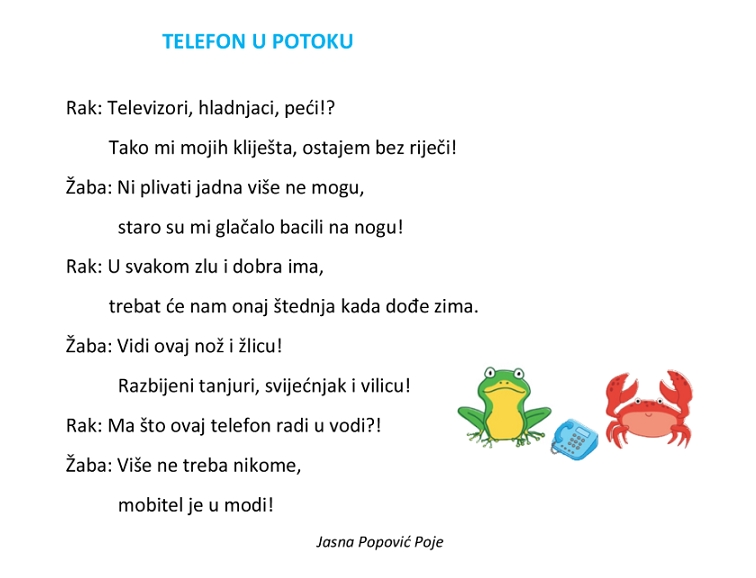 TELEFON U POTOKU
Rak: Televizori, hladnjaci, peći!?
Tako mi mojih kliješta, ostajem bez riječi!
Žaba: Ni plivati jadna više ne mogu,
staro su mi glačalo bacili na nogu!
Rak: U svakom zlu i dobra ima,
trebat će nam onaj štednja kada dođe zima.
Žaba: Vidi ovaj nož i žlicu!
Razbijeni tanjuri, svijećnjak i vilicu!
Rak: Ma što ovaj telefon radi u vodi?!
Žaba: Više ne treba nikome,
mobitel je u modi!
Jasna Popović Poje